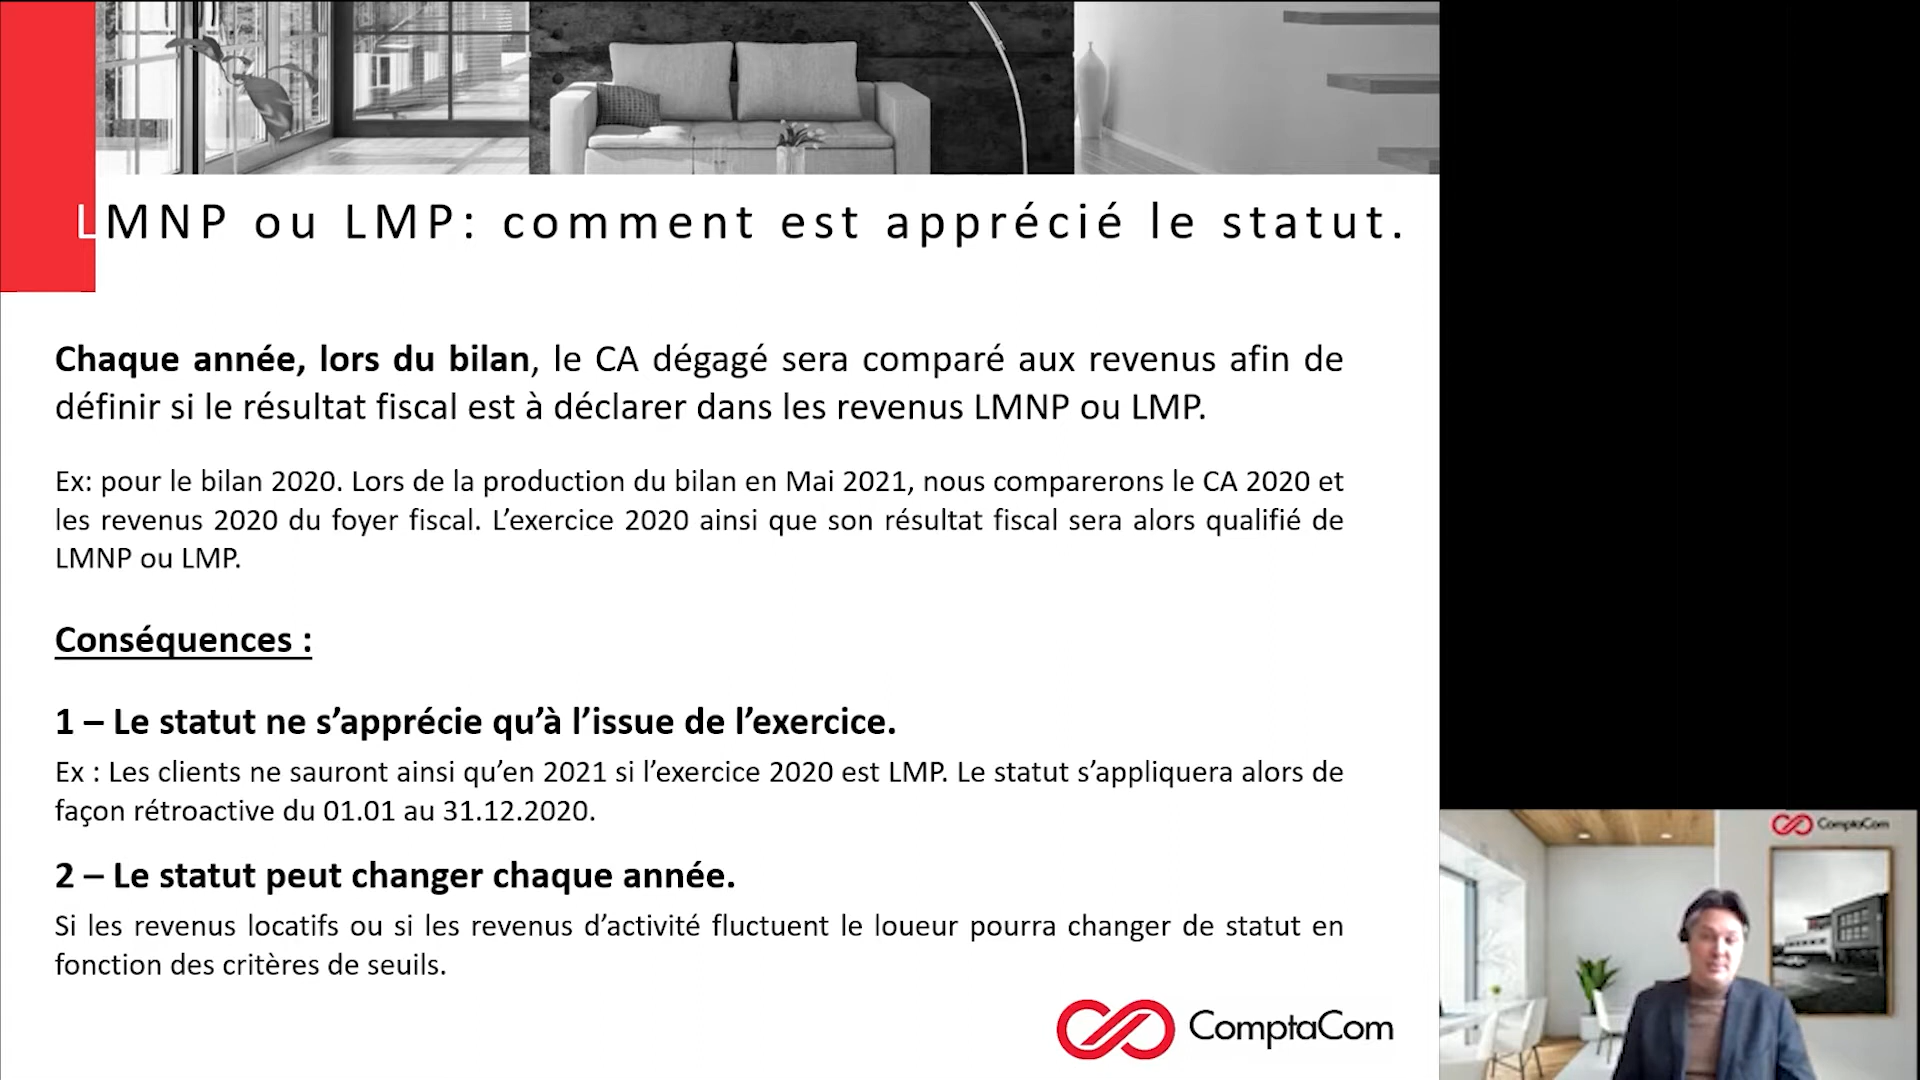 LMNP ou LMP: comment est apprécié le statut.
Chaque année, lors du bilan, le CA dégagé sera comparé aux revenus afin de
définir si le résultat fiscal est à déclarer dans les revenus LMNP ou LMP.
Ex: pour le bilan 2020. Lors de la production du bilan en Mai 2021, nous comparerons le CA 2020 et
les revenus 2020 du foyer fiscal. L’exercice 2020 ainsi que son résultat fiscal sera alors qualifié de
LMNP ou LMP.
Conséquences :
1 – Le statut ne s’apprécie qu’à l’issue de l’exercice.
Ex : Les clients ne sauront ainsi qu’en 2021 si l’exercice 2020 est LMP. Le statut s’appliquera alors de
façon rétroactive du 01.01 au 31.12.2020.
2 – Le statut peut changer chaque année.
Si les revenus locatifs ou si les revenus d’activité fluctuent le loueur pourra changer de statut en
fonction des critères de seuils.
ComptaCom
ComptaCom